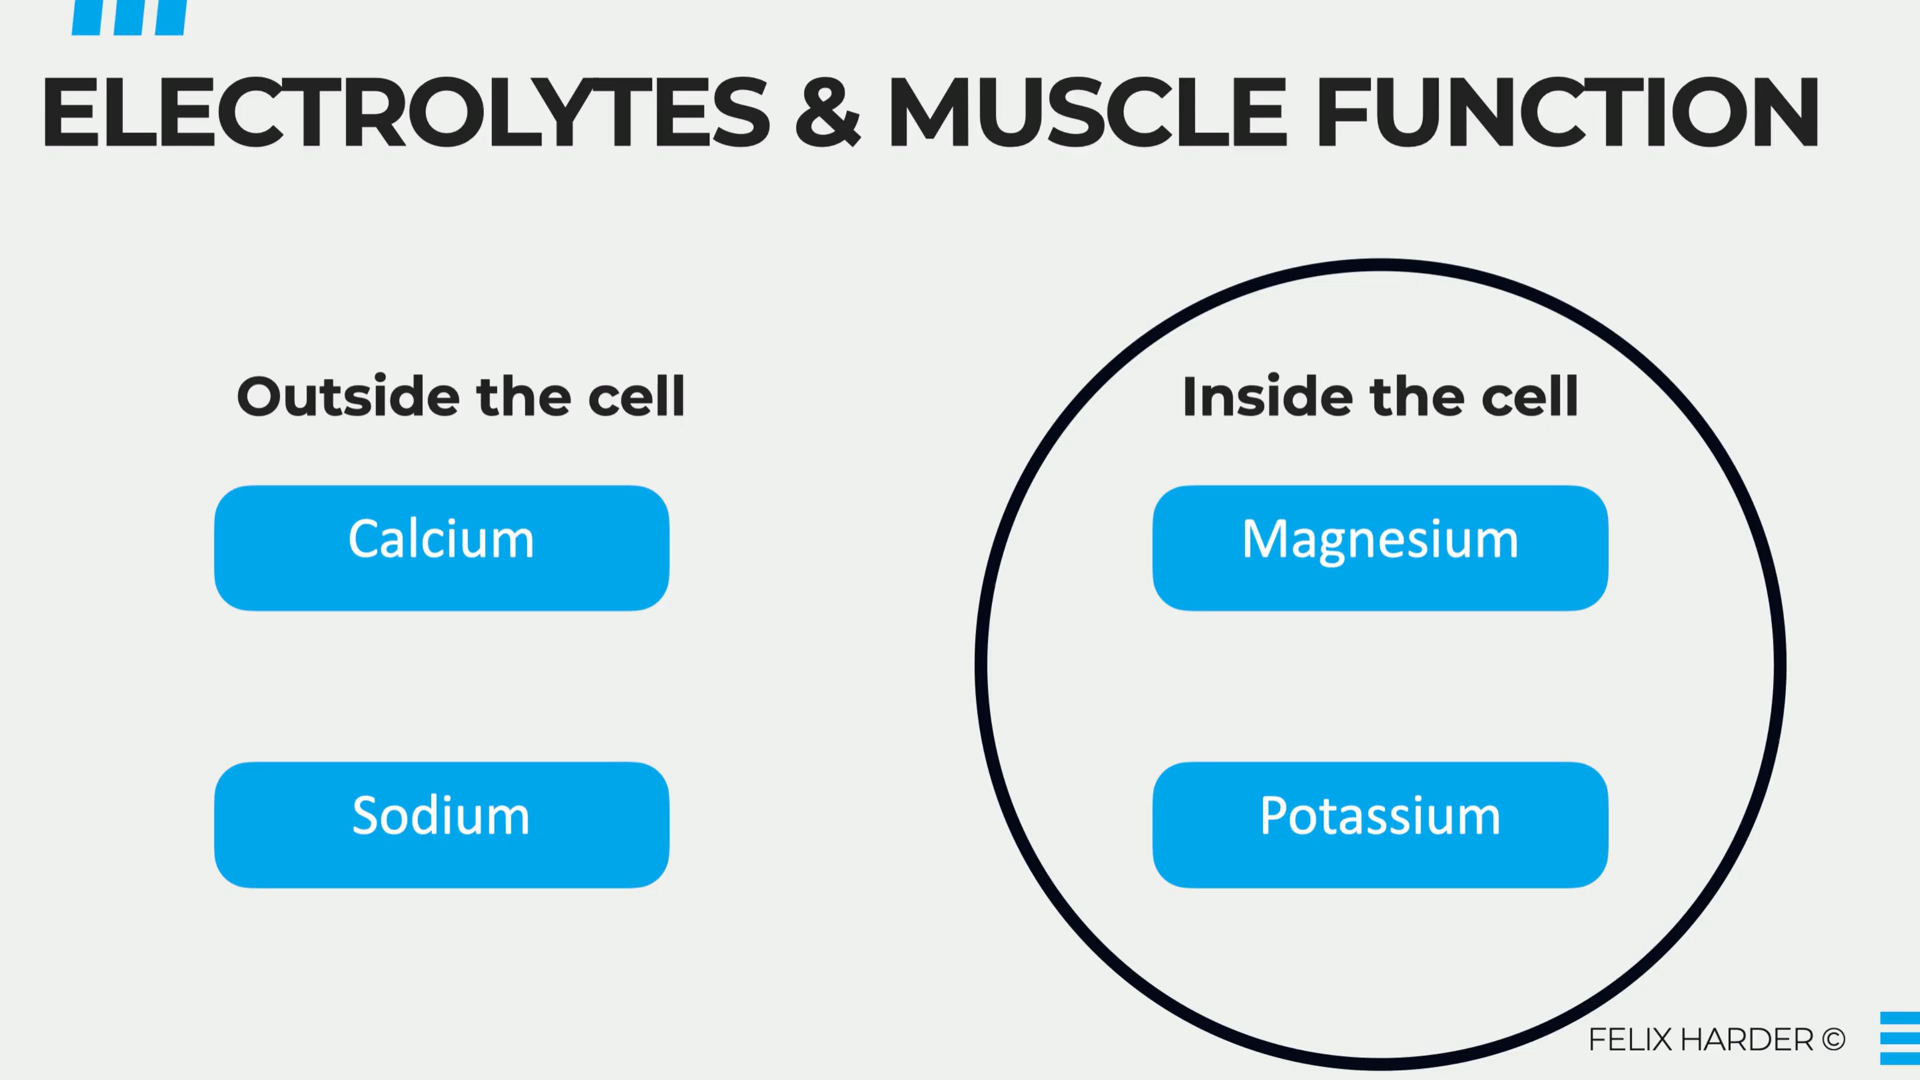 ELECTROLYTES & MUSCLE FUNCTION
Outside the cell
Calcium
Sodium
Inside the cell
Magnesium
Potassium
FELIX HARDER ©